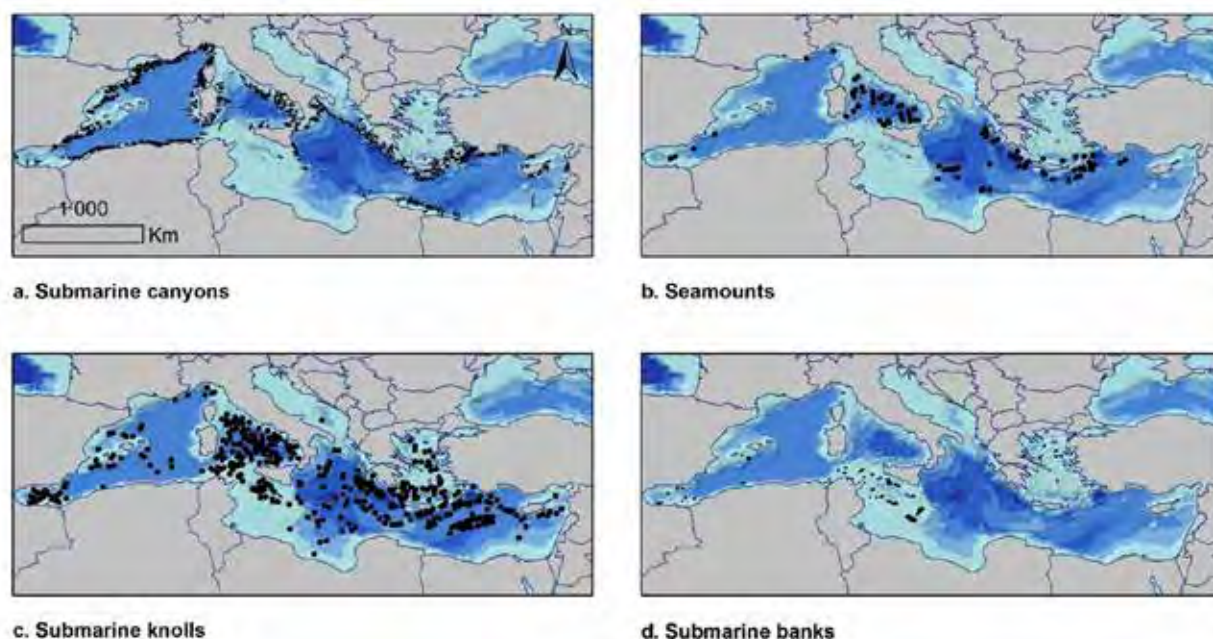 1'000
Km
a. Submarine canyons
b. Seamounts
c. Submarine knolls
d. Submarine banks